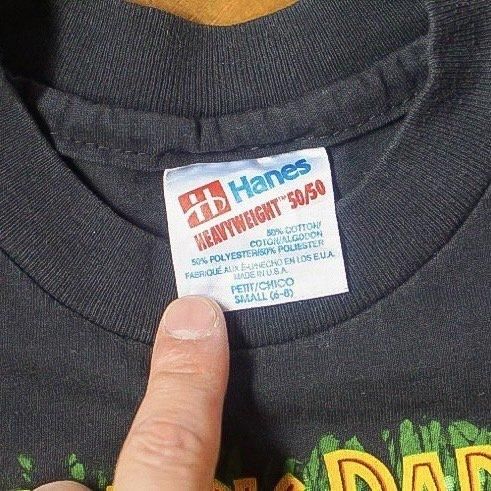 Hanes
HEAVYWEIGHT™ 50/50
50% COTTON/
COTON/ALGODON
50% POLYESTER/50% POLIESTER
FABRIQUÉ AUX É-U/HECHO EN LOS E.U.A.
MADE IN U.S.A.
PETIT/CHICO
SMALL (6-8)